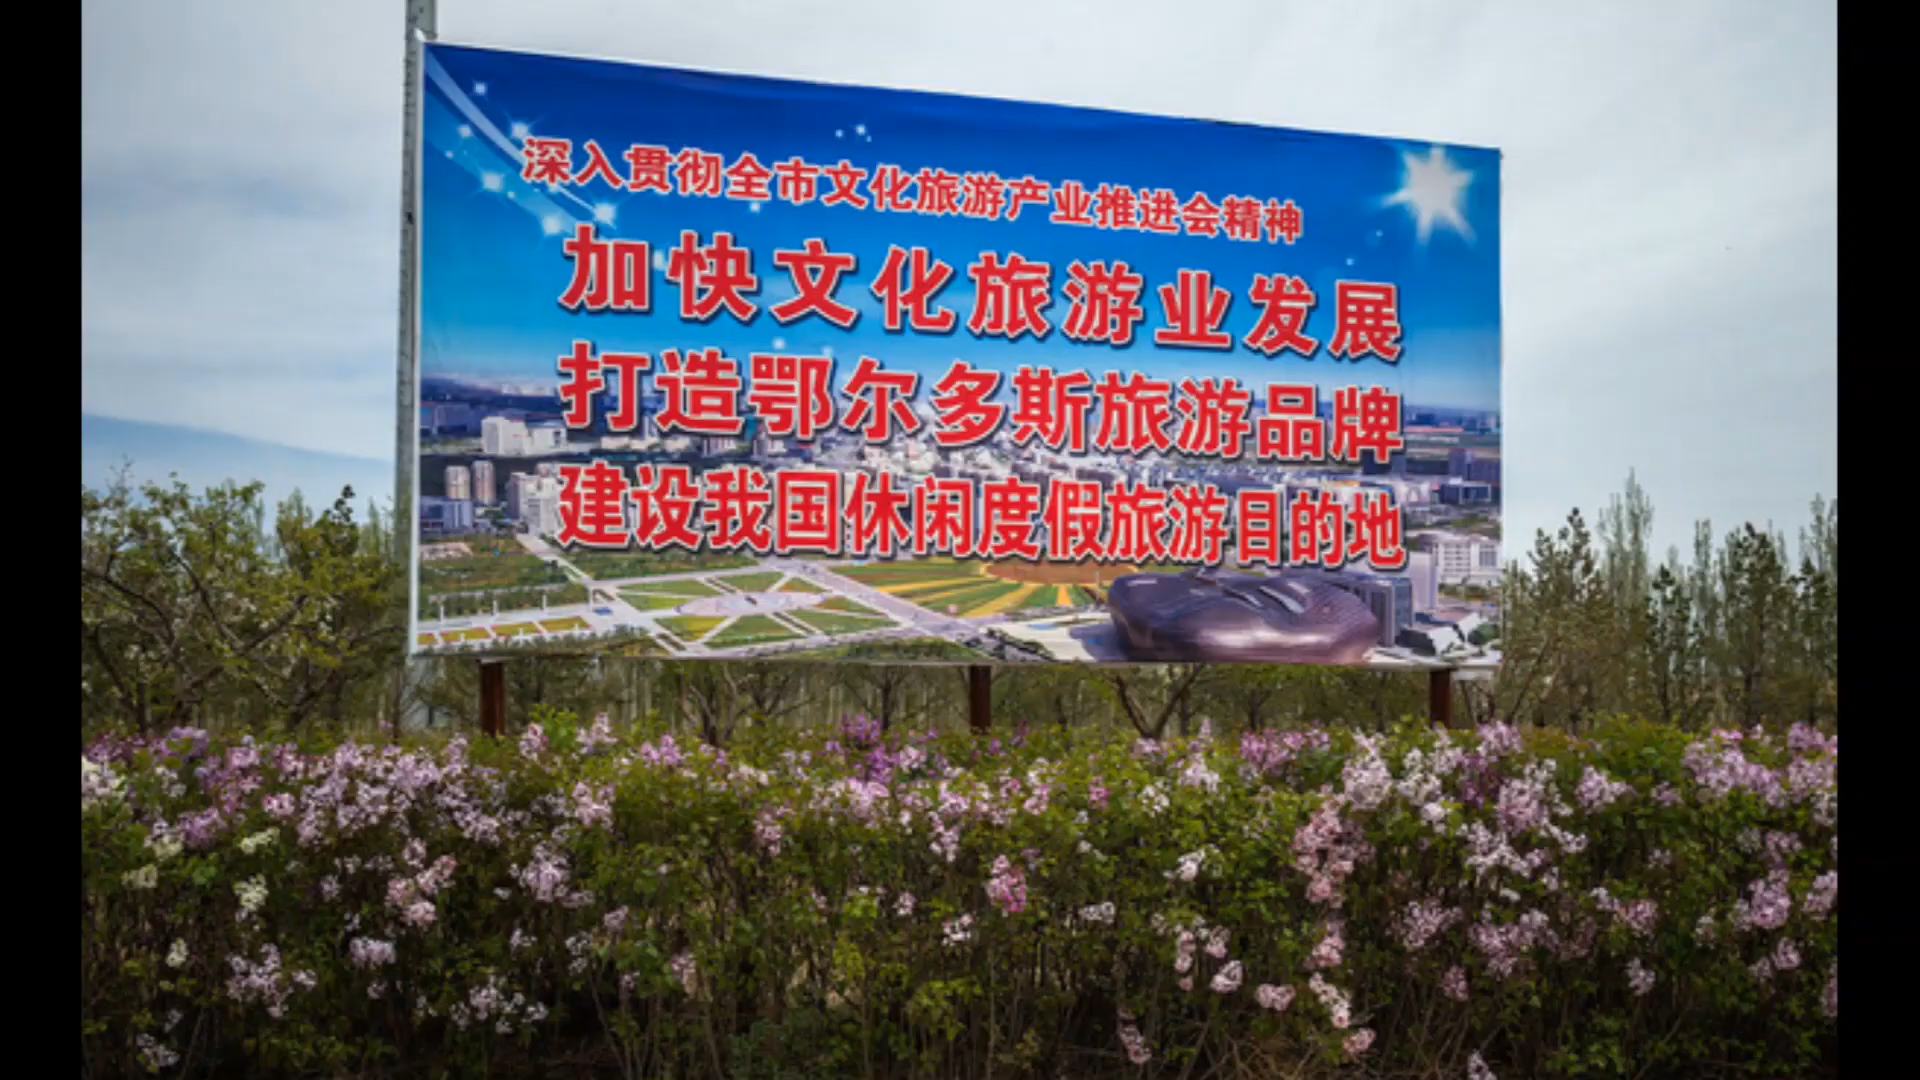 深入贯彻全市文化旅游产业推进会精神
加快文化旅游业发展
打造鄂尔多斯旅游品牌
建设我国休闲度假旅游目的地